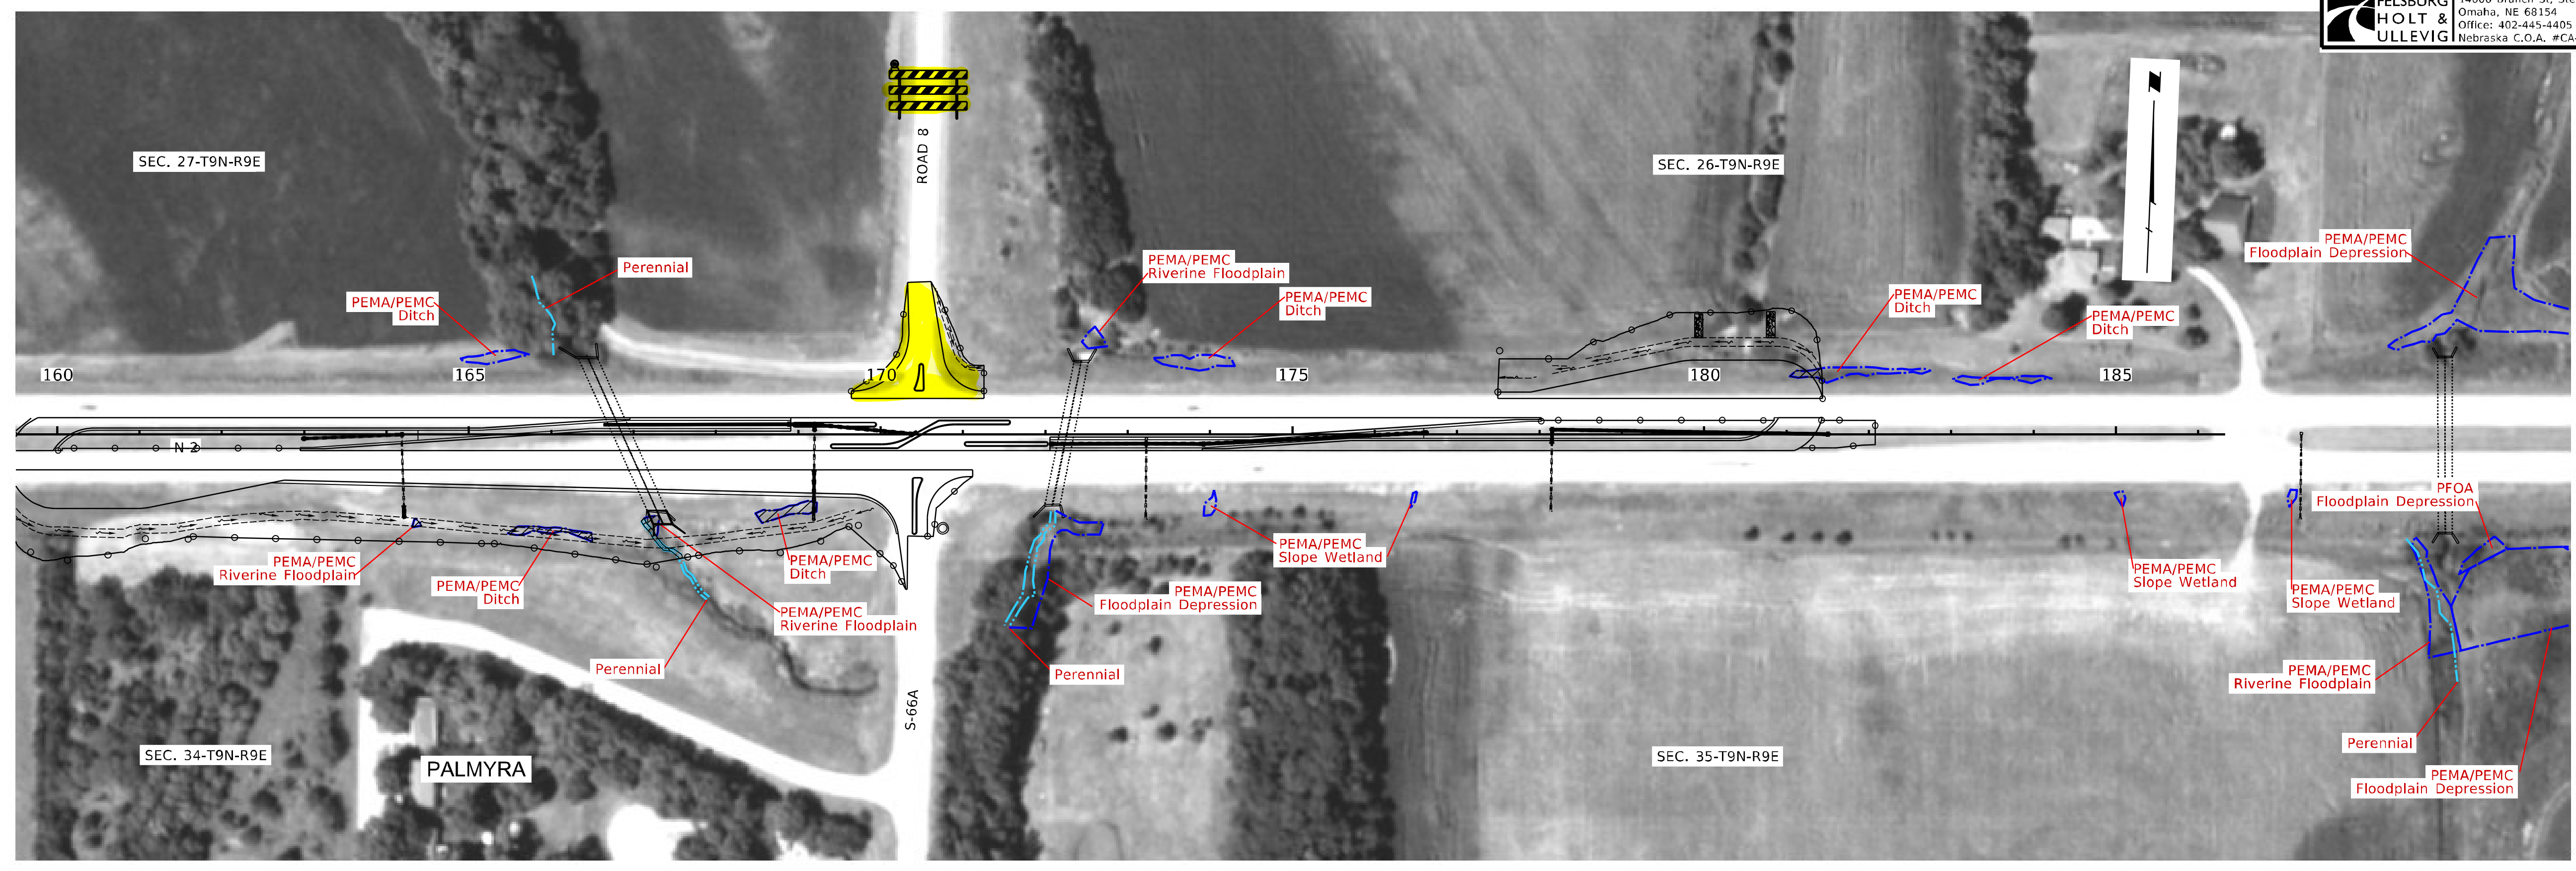 FELSBURG
HOLT &
ULLEVIG
Omaha, NE 68154
Office: 402-445-4405
Nebraska C.O.A. #CA-
ROAD 8
SEC. 27-T9N-R9E
SEC. 26-T9N-R9E
Perennial
PEMA/PEMC
Ditch
PEMA/PEMC
Riverine Floodplain
PEMA/PEMC
Ditch
PEMA/PEMC
Ditch
PEMA/PEMC
Ditch
PEMA/PEMC
Floodplain Depression
160
165
170
175
180
185
N-2
PFOA
Floodplain Depression
PEMA/PEMC
Riverine Floodplain
PEMA/PEMC
Ditch
PEMA/PEMC
Ditch
PEMA/PEMC
Riverine Floodplain
Perennial
PEMA/PEMC
Floodplain Depression
Perennial
PEMA/PEMC
Slope Wetland
PEMA/PEMC
Slope Wetland
PEMA/PEMC
Slope Wetland
PEMA/PEMC
Riverine Floodplain
Perennial
PEMA/PEMC
Floodplain Depression
S-66A
SEC. 34-T9N-R9E
PALMYRA
SEC. 35-T9N-R9E